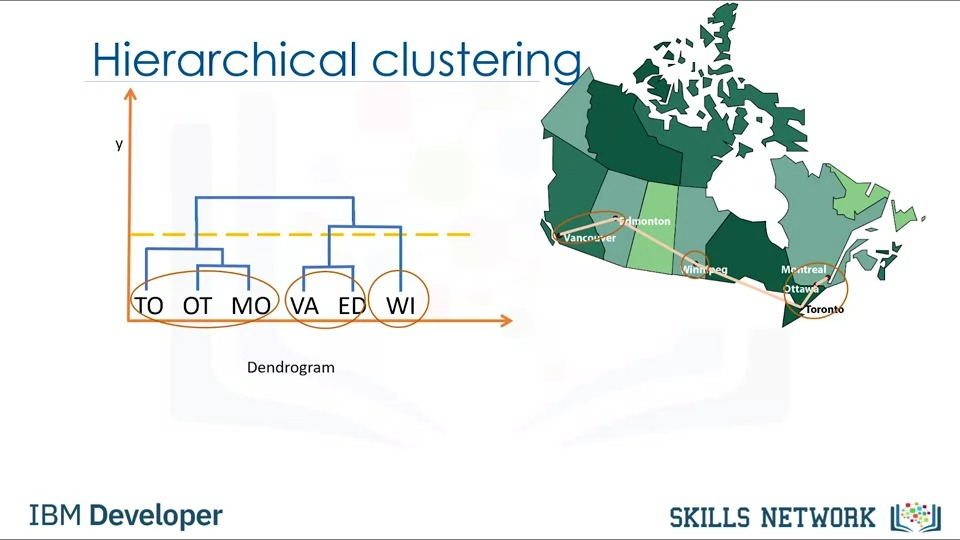 Hierarchical clustering
y
TO OT MO VA ED WI
Dendrogram
Edmonton
Vancouver
Winnipeg
Montreal
Ottawa
Toronto
IBM Developer
SKILLS NETWORK